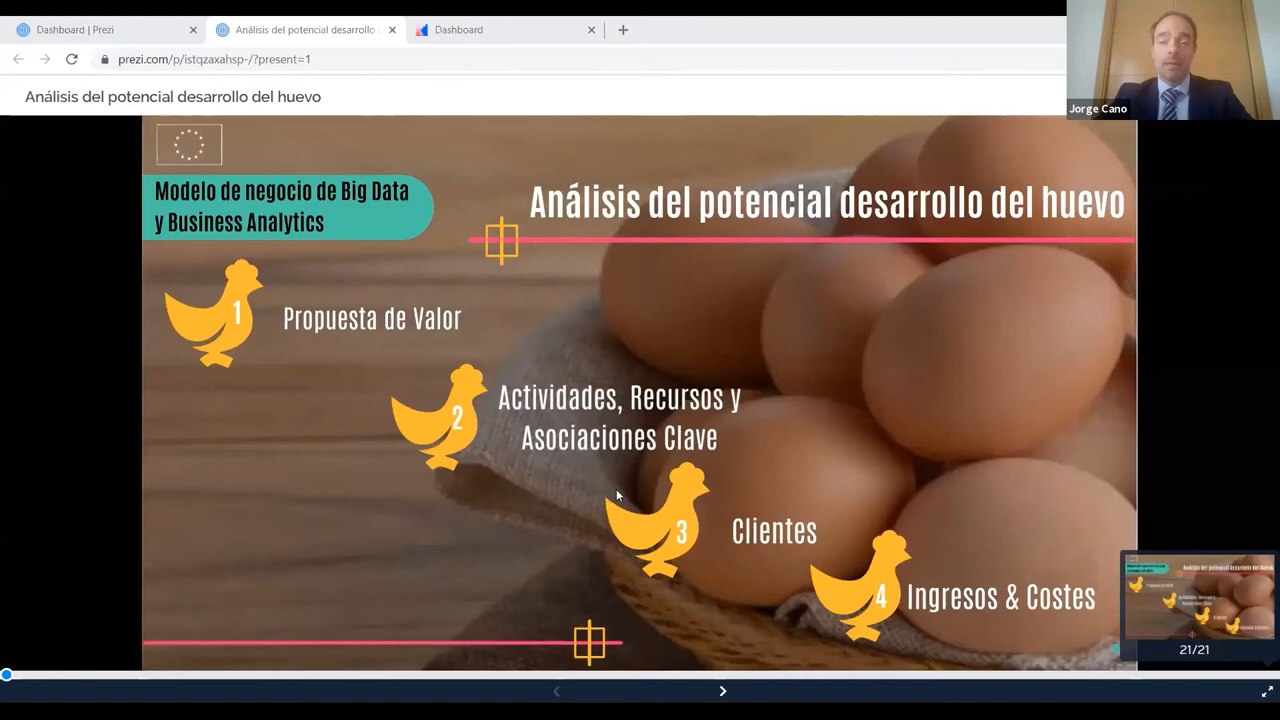 Dashboard | Prezi
Análisis del potencial desarrollo
Dashboard
prezi.com/p/istqzaxahsp-/?present=1
Análisis del potencial desarrollo del huevo
Jorge Cano
Modelo de negocio de Big Data
y Business Analytics
Análisis del potencial desarrollo del huevo
1
Propuesta de Valor
2
Actividades, Recursos y
Asociaciones Clave
3
Clientes
4
Ingresos & Costes
21/21